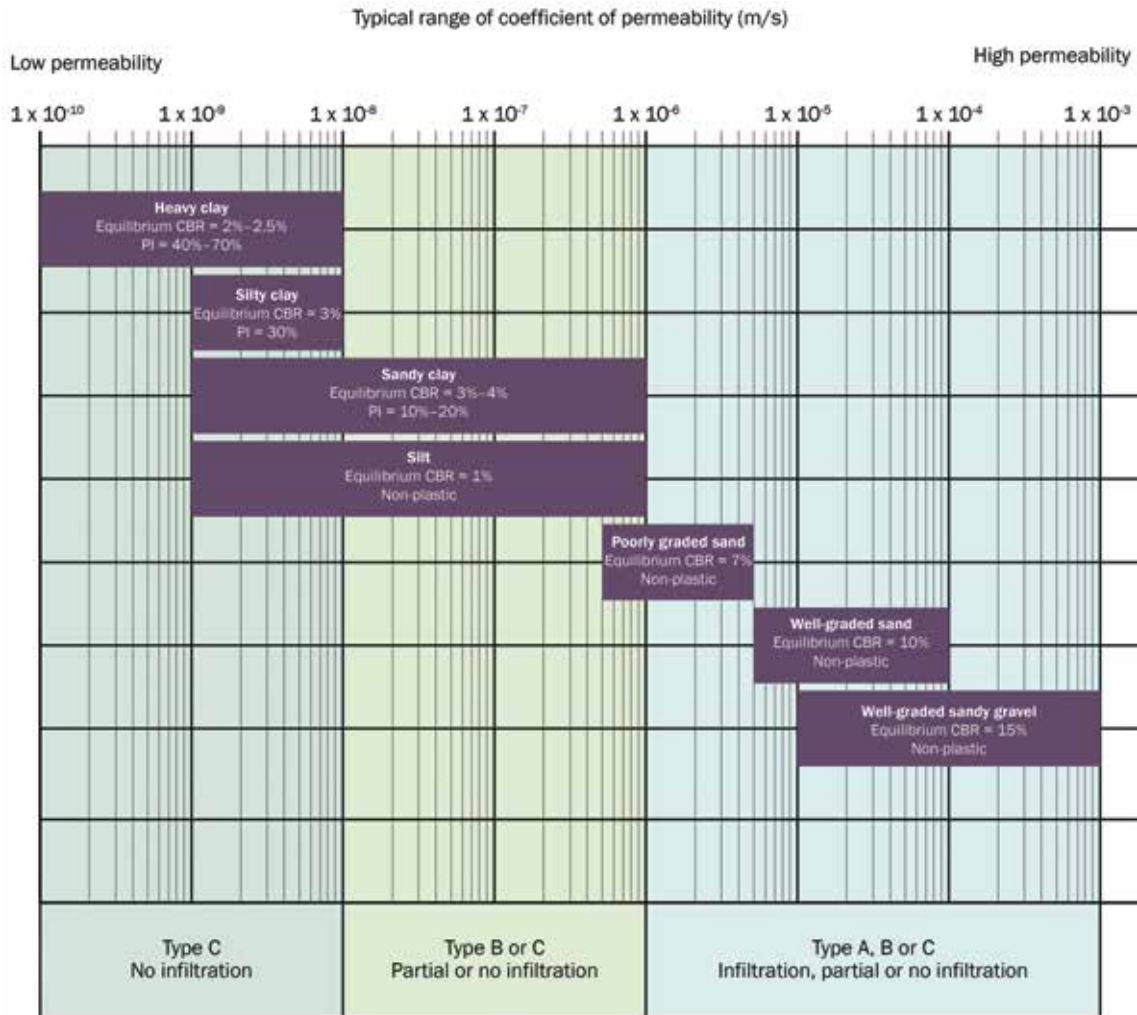 Typical range of coefficient of permeability (m/s)
Low permeability
High permeability
1 x 10⁻¹⁰
1 x 10⁻⁹
1 x 10⁻⁸
1 x 10⁻⁷
1 x 10⁻⁶
1 x 10⁻⁵
1 x 10⁻⁴
1 x 10⁻³
Heavy clay
Equilibrium CBR = 2%–2.5%
PI = 40%–70%
Silty clay
Equilibrium CBR = 3%
PI = 30%
Sandy clay
Equilibrium CBR = 3%–4%
PI = 10%–20%
Silt
Equilibrium CBR = 1%
Non-plastic
Poorly graded sand
Equilibrium CBR = 7%
Non-plastic
Well-graded sand
Equilibrium CBR = 10%
Non-plastic
Well-graded sandy gravel
Equilibrium CBR = 15%
Non-plastic
Type C
No infiltration
Type B or C
Partial or no infiltration
Type A, B or C
Infiltration, partial or no infiltration